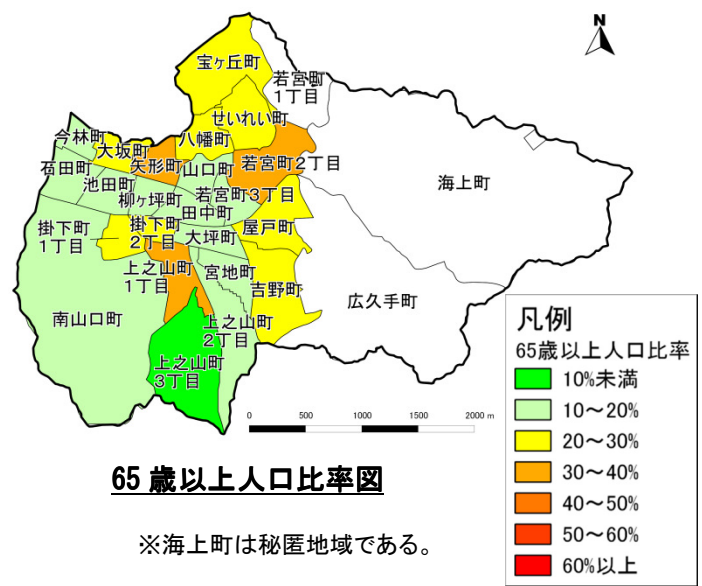 N
宝ヶ丘町
若宮町
1丁目
せいれい町
今林町
大坂町
八幡町
矢形町
山口町
若宮町2丁目
石田町
池田町
海上町
柳ヶ坪町
若宮町3丁目
田中町
掛下町
1丁目
掛下町
2丁目
大坪町
屋戸町
上之山町
1丁目
宮地町
吉野町
広久手町
南山口町
上之山町
2丁目
上之山町
3丁目
0 500 1000 1500 2000 m
凡例
65歳以上人口比率
10%未満
10～20%
20～30%
30～40%
40～50%
50～60%
60%以上
65 歳以上人口比率図
※海上町は秘匿地域である。